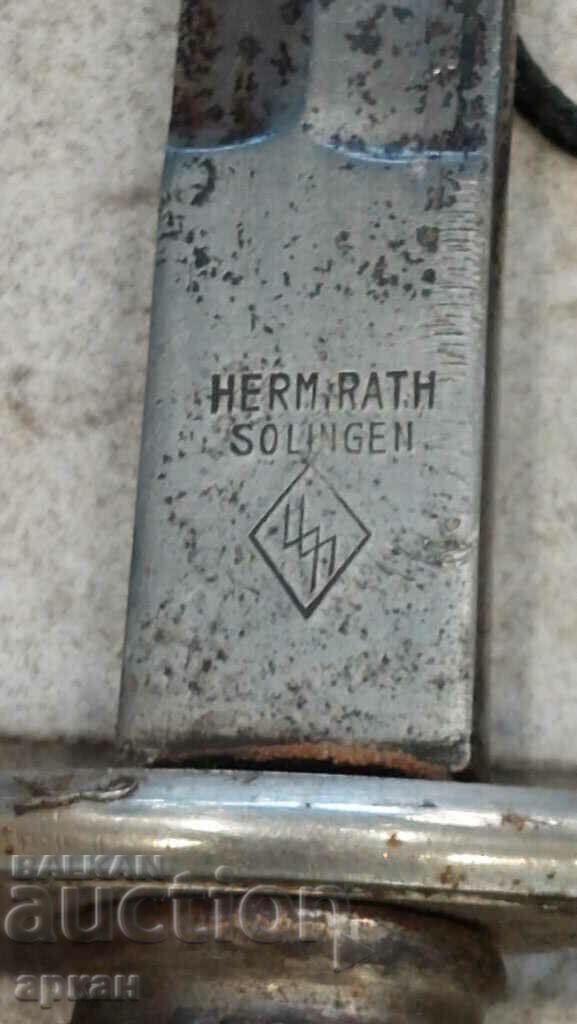 HERM. RATH
SOLINGEN
BALKAN
auction
аркан